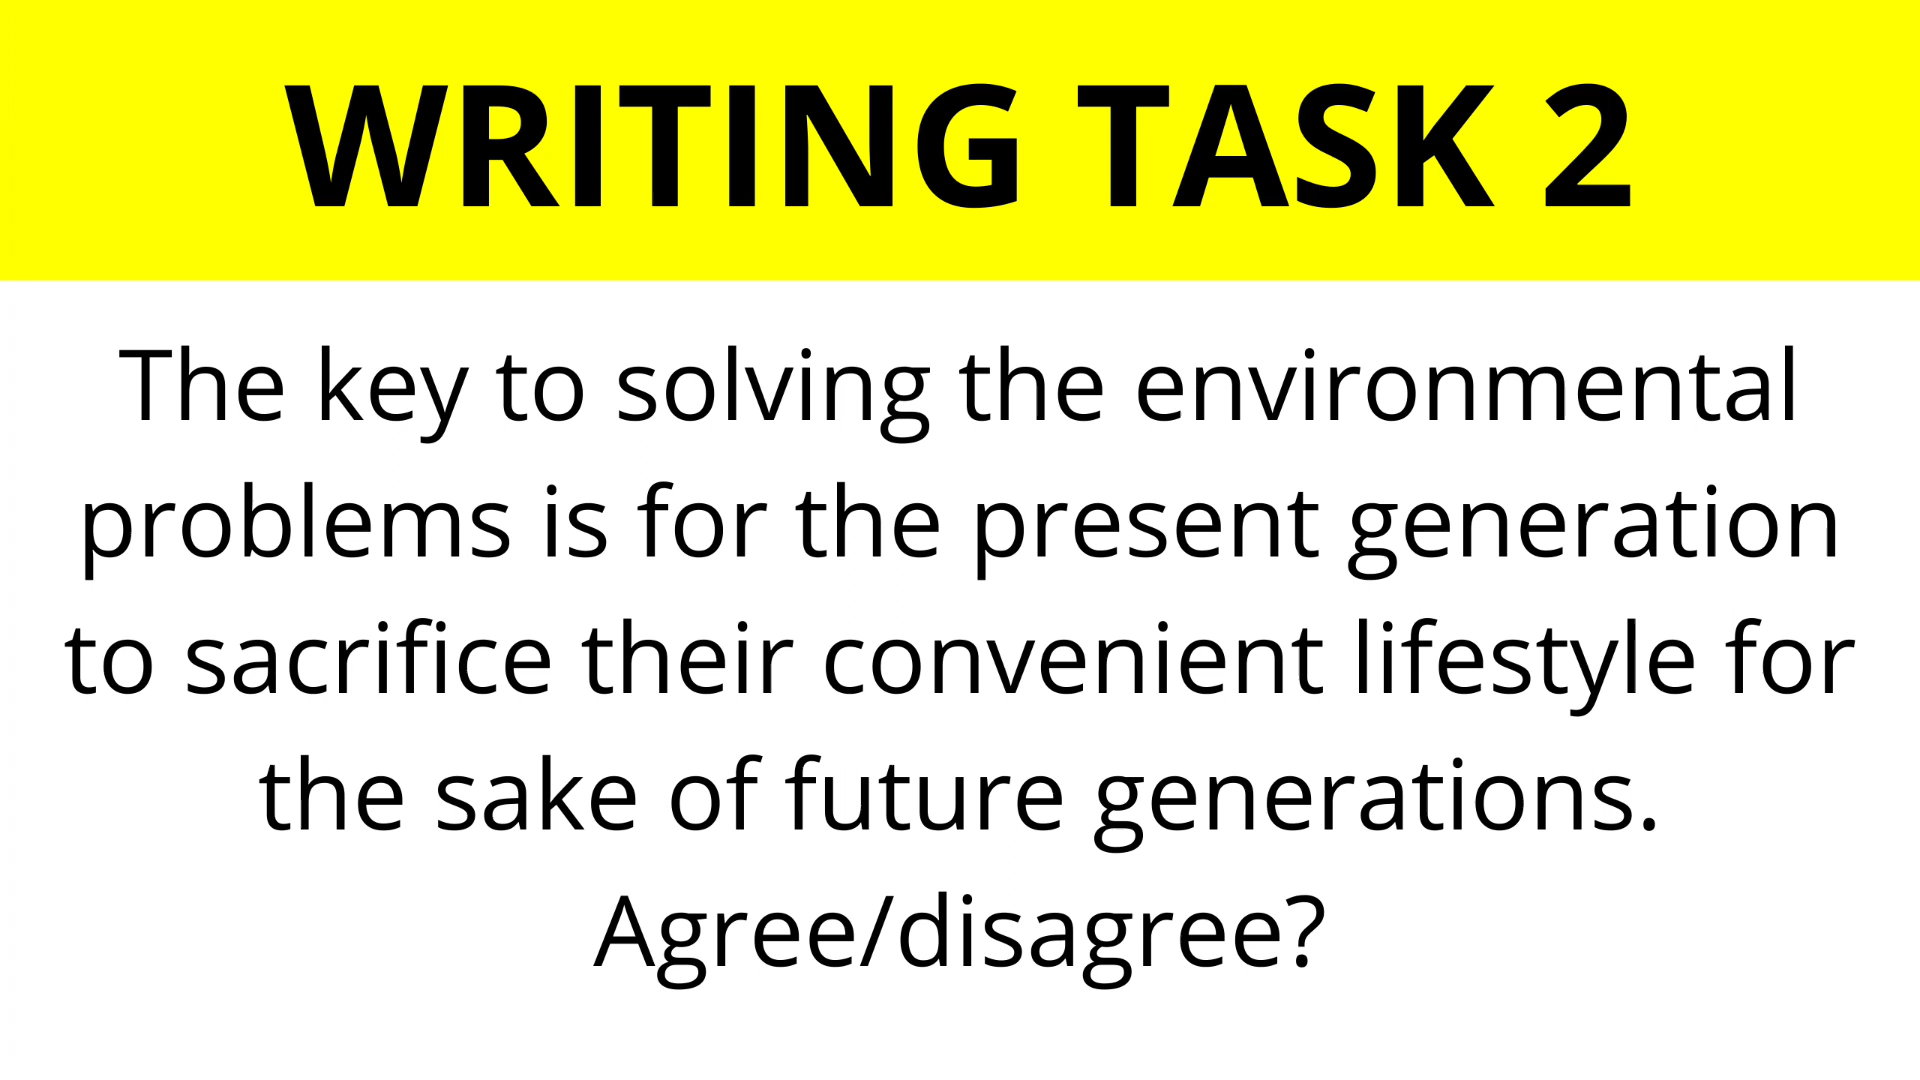 WRITING TASK 2
The key to solving the environmental
problems is for the present generation
to sacrifice their convenient lifestyle for
the sake of future generations.
Agree/disagree?